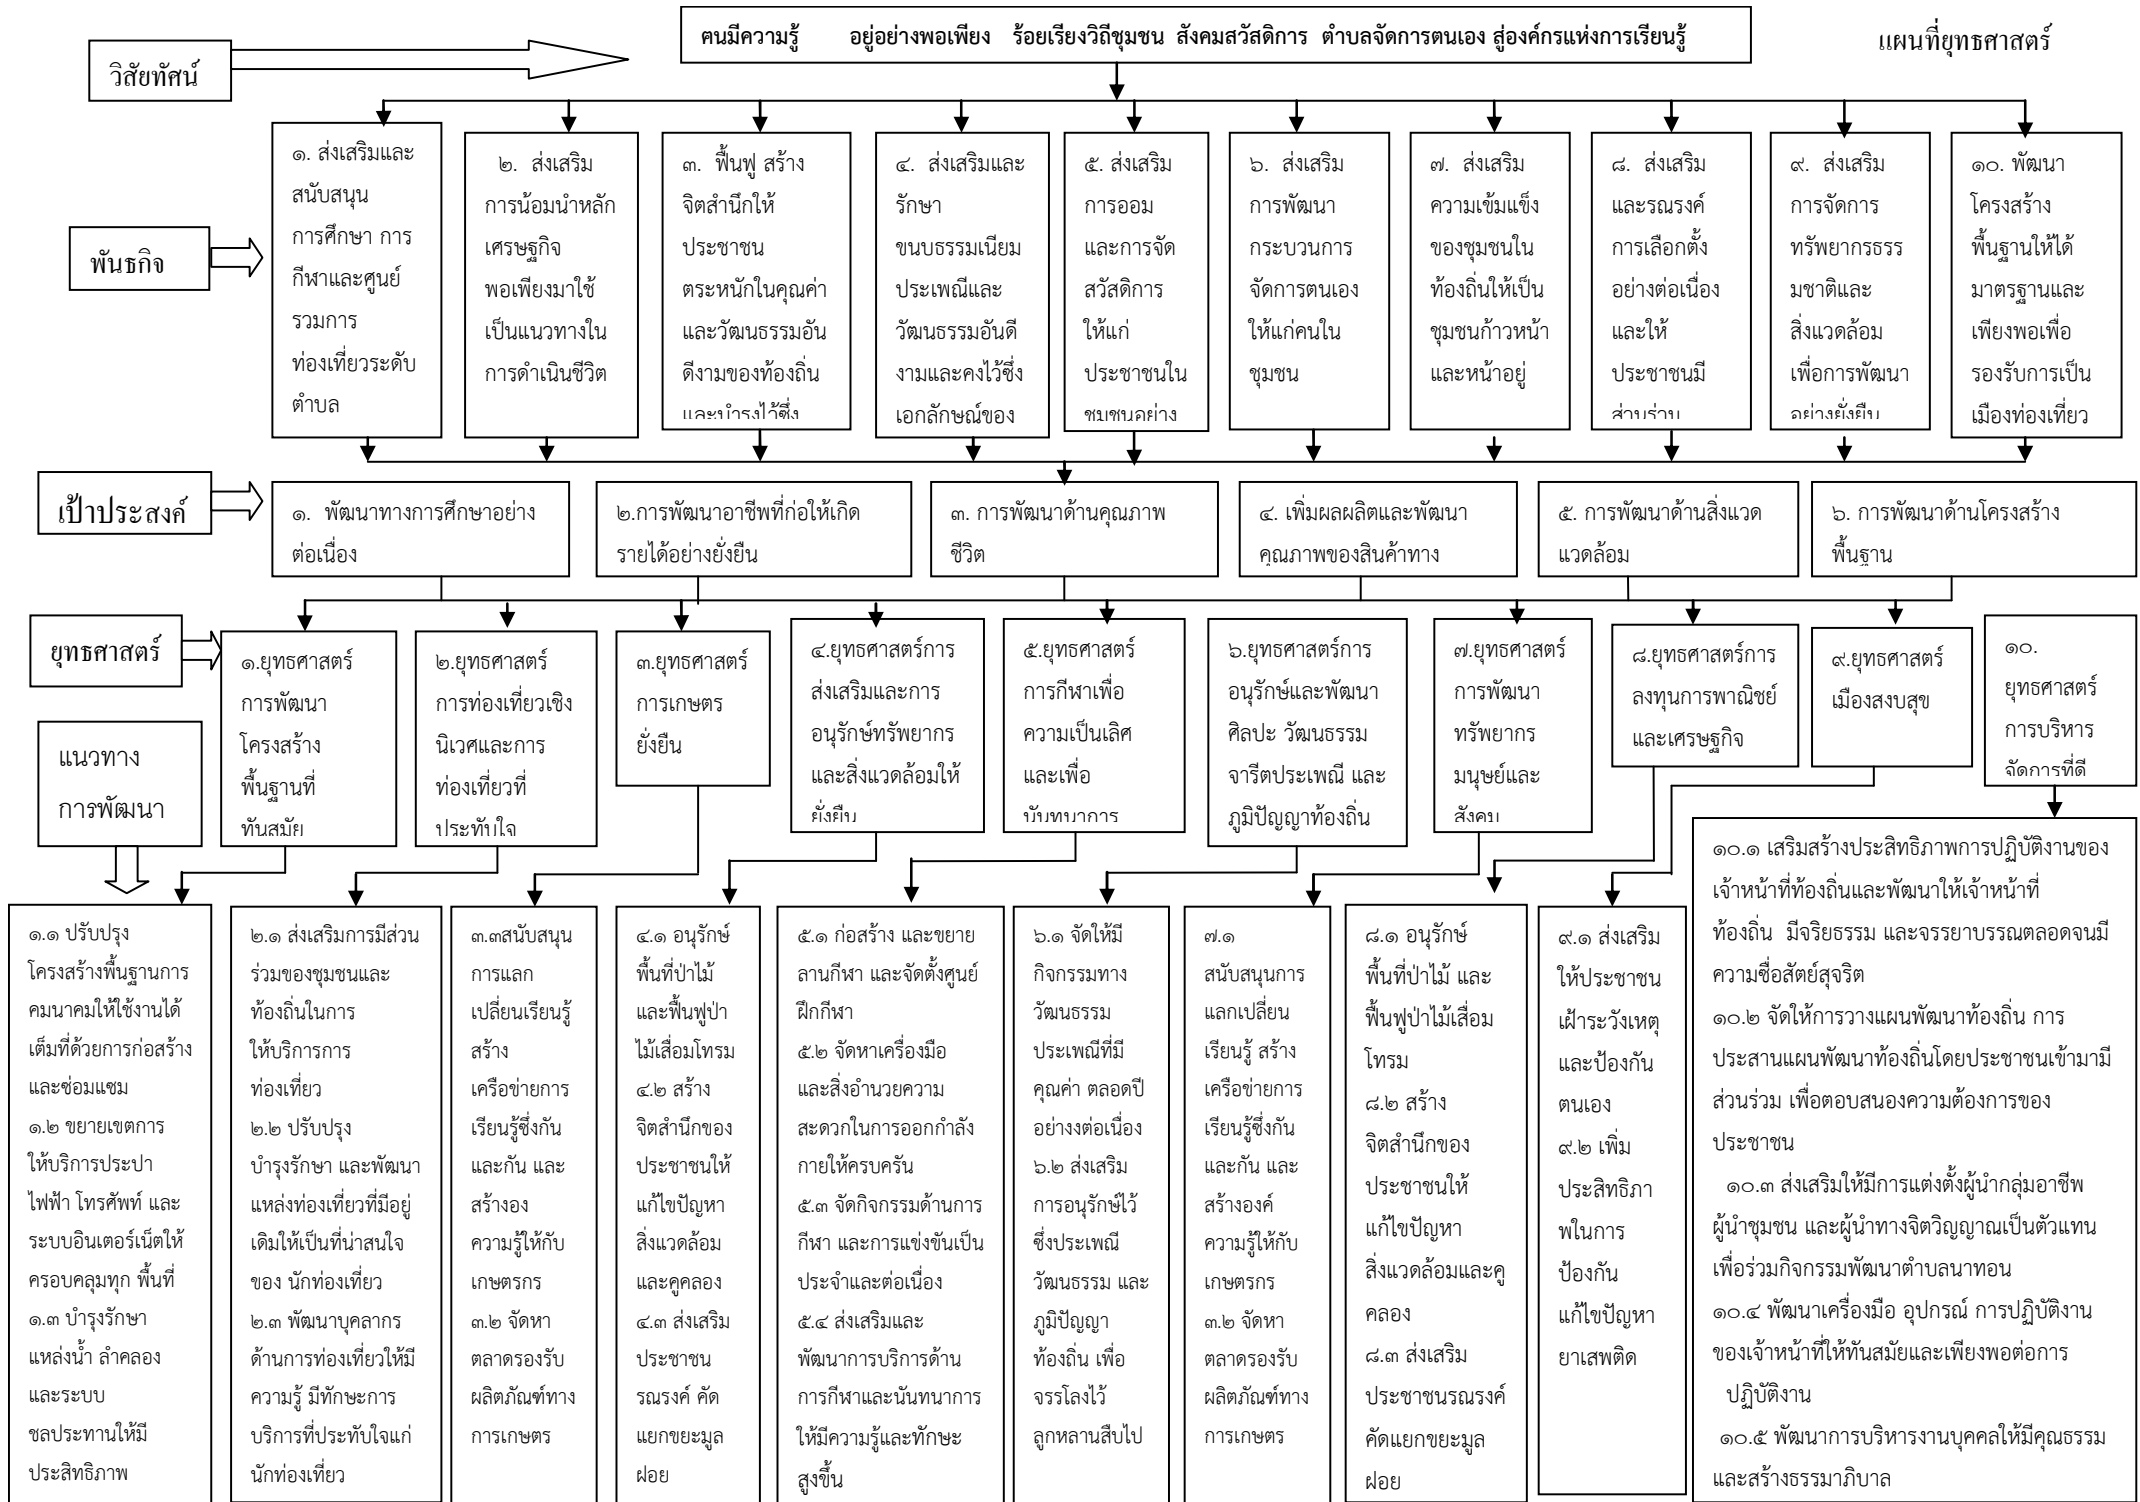 คนมีความรู้ อยู่อย่างพอเพียง ร้อยเรียงวิถีชุมชน สังคมสวัสดิการ ตำบลจัดการตนเอง สู่องค์กรแห่งการเรียนรู้
แผนที่ยุทธศาสตร์
วิสัยทัศน์
พันธกิจ
๑. ส่งเสริมและ
สนับสนุน
การศึกษา การ
กีฬาและศูนย์
รวมการ
ท่องเที่ยวระดับ
ตำบล
๒. ส่งเสริม
การน้อมนำหลัก
เศรษฐกิจ
พอเพียงมาใช้
เป็นแนวทางใน
การดำเนินชีวิต
๓. ฟื้นฟู สร้าง
จิตสำนึกให้
ประชาชน
ตระหนักในคุณค่า
และวัฒนธรรมอัน
ดีงามของท้องถิ่น
และบำรุงไว้ซึ่ง
๔. ส่งเสริมและ
รักษา
ขนบธรรมเนียม
ประเพณีและ
วัฒนธรรมอันดี
งามและคงไว้ซึ่ง
เอกลักษณ์ของ
๕. ส่งเสริม
การออม
และการจัด
สวัสดิการ
ให้แก่
ประชาชนใน
ชุมชนอย่าง
๖. ส่งเสริม
การพัฒนา
กระบวนการ
จัดการตนเอง
ให้แก่คนใน
ชุมชน
๗. ส่งเสริม
ความเข้มแข็ง
ของชุมชนใน
ท้องถิ่นให้เป็น
ชุมชนก้าวหน้า
และหน้าอยู่
๘. ส่งเสริม
และรณรงค์
การเลือกตั้ง
อย่างต่อเนื่อง
และให้
ประชาชนมี
ส่วนร่วม
๙. ส่งเสริม
การจัดการ
ทรัพยากรธรร
มชาติและ
สิ่งแวดล้อม
เพื่อการพัฒนา
อย่างยั่งยืน
๑๐. พัฒนา
โครงสร้าง
พื้นฐานให้ได้
มาตรฐานและ
เพียงพอเพื่อ
รองรับการเป็น
เมืองท่องเที่ยว
เป้าประสงค์
๑. พัฒนาทางการศึกษาอย่าง
ต่อเนื่อง
๒.การพัฒนาอาชีพที่ก่อให้เกิด
รายได้อย่างยั่งยืน
๓. การพัฒนาด้านคุณภาพ
ชีวิต
๔. เพิ่มผลผลิตและพัฒนา
คุณภาพของสินค้าทาง
๕. การพัฒนาด้านสิ่งแวด
แวดล้อม
๖. การพัฒนาด้านโครงสร้าง
พื้นฐาน
ยุทธศาสตร์
๑.ยุทธศาสตร์
การพัฒนา
โครงสร้าง
พื้นฐานที่
ทันสมัย
๒.ยุทธศาสตร์
การท่องเที่ยวเชิง
นิเวศและการ
ท่องเที่ยวที่
ประทับใจ
๓.ยุทธศาสตร์
การเกษตร
ยั่งยืน
๔.ยุทธศาสตร์การ
ส่งเสริมและการ
อนุรักษ์ทรัพยากร
และสิ่งแวดล้อมให้
ยั่งยืน
๕.ยุทธศาสตร์
การกีฬาเพื่อ
ความเป็นเลิศ
และเพื่อ
นันทนาการ
๖.ยุทธศาสตร์การ
อนุรักษ์และพัฒนา
ศิลปะ วัฒนธรรม
จารีตประเพณี และ
ภูมิปัญญาท้องถิ่น
๗.ยุทธศาสตร์
การพัฒนา
ทรัพยากร
มนุษย์และ
สังคม
๘.ยุทธศาสตร์การ
ลงทุนการพาณิชย์
และเศรษฐกิจ
๙.ยุทธศาสตร์
เมืองสงบสุข
๑๐.
ยุทธศาสตร์
การบริหาร
จัดการที่ดี
แนวทาง
การพัฒนา
๑.๑ ปรับปรุง
โครงสร้างพื้นฐานการ
คมนาคมให้ใช้งานได้
เต็มที่ด้วยการก่อสร้าง
และซ่อมแซม
๑.๒ ขยายเขตการ
ให้บริการประปา
ไฟฟ้า โทรศัพท์ และ
ระบบอินเตอร์เน็ตให้
ครอบคลุมทุก พื้นที่
๑.๓ บำรุงรักษา
แหล่งน้ำ ลำคลอง
และระบบ
ชลประทานให้มี
ประสิทธิภาพ
๒.๑ ส่งเสริมการมีส่วน
ร่วมของชุมชนและ
ท้องถิ่นในการ
ให้บริการการ
ท่องเที่ยว
๒.๒ ปรับปรุง
บำรุงรักษา และพัฒนา
แหล่งท่องเที่ยวที่มีอยู่
เดิมให้เป็นที่น่าสนใจ
ของ นักท่องเที่ยว
๒.๓ พัฒนาบุคลากร
ด้านการท่องเที่ยวให้มี
ความรู้ มีทักษะการ
บริการที่ประทับใจแก่
นักท่องเที่ยว
๓.๓สนับสนุน
การแลก
เปลี่ยนเรียนรู้
สร้าง
เครือข่ายการ
เรียนรู้ซึ่งกัน
และกัน และ
สร้างอง
ความรู้ให้กับ
เกษตรกร
๓.๒ จัดหา
ตลาดรองรับ
ผลิตภัณฑ์ทาง
การเกษตร
๔.๑ อนุรักษ์
พื้นที่ป่าไม้
และฟื้นฟูป่า
ไม้เสื่อมโทรม
๔.๒ สร้าง
จิตสำนึกของ
ประชาชนให้
แก้ไขปัญหา
สิ่งแวดล้อม
และคูคลอง
๔.๓ ส่งเสริม
ประชาชน
รณรงค์ คัด
แยกขยะมูล
ฝอย
๕.๑ ก่อสร้าง และขยาย
ลานกีฬา และจัดตั้งศูนย์
ฝึกกีฬา
๕.๒ จัดหาเครื่องมือ
และสิ่งอำนวยความ
สะดวกในการออกกำลัง
กายให้ครบครัน
๕.๓ จัดกิจกรรมด้านการ
กีฬา และการแข่งขันเป็น
ประจำและต่อเนื่อง
๕.๔ ส่งเสริมและ
พัฒนาการบริการด้าน
การกีฬาและนันทนาการ
ให้มีความรู้และทักษะ
สูงขึ้น
๖.๑ จัดให้มี
กิจกรรมทาง
วัฒนธรรม
ประเพณีที่มี
คุณค่า ตลอดปี
อย่างงต่อเนื่อง
๖.๒ ส่งเสริม
การอนุรักษ์ไว้
ซึ่งประเพณี
วัฒนธรรม และ
ภูมิปัญญา
ท้องถิ่น เพื่อ
จรรโลงไว้
ลูกหลานสืบไป
๗.๑
สนับสนุนการ
แลกเปลี่ยน
เรียนรู้ สร้าง
เครือข่ายการ
เรียนรู้ซึ่งกัน
และกัน และ
สร้างองค์
ความรู้ให้กับ
เกษตรกร
๓.๒ จัดหา
ตลาดรองรับ
ผลิตภัณฑ์ทาง
การเกษตร
๘.๑ อนุรักษ์
พื้นที่ป่าไม้ และ
ฟื้นฟูป่าไม้เสื่อม
โทรม
๘.๒ สร้าง
จิตสำนึกของ
ประชาชนให้
แก้ไขปัญหา
สิ่งแวดล้อมและคู
คลอง
๘.๓ ส่งเสริม
ประชาชนรณรงค์
คัดแยกขยะมูล
ฝอย
๙.๑ ส่งเสริม
ให้ประชาชน
เฝ้าระวังเหตุ
และป้องกัน
ตนเอง
๙.๒ เพิ่ม
ประสิทธิภา
พในการ
ป้องกัน
แก้ไขปัญหา
ยาเสพติด
๑๐.๑ เสริมสร้างประสิทธิภาพการปฏิบัติงานของ
เจ้าหน้าที่ท้องถิ่นและพัฒนาให้เจ้าหน้าที่
ท้องถิ่น มีจริยธรรม และจรรยาบรรณตลอดจนมี
ความซื่อสัตย์สุจริต
๑๐.๒ จัดให้การวางแผนพัฒนาท้องถิ่น การ
ประสานแผนพัฒนาท้องถิ่นโดยประชาชนเข้ามามี
ส่วนร่วม เพื่อตอบสนองความต้องการของ
ประชาชน
๑๐.๓ ส่งเสริมให้มีการแต่งตั้งผู้นำกลุ่มอาชีพ
ผู้นำชุมชน และผู้นำทางจิตวิญญาณเป็นตัวแทน
เพื่อร่วมกิจกรรมพัฒนาตำบลนาทอน
๑๐.๔ พัฒนาเครื่องมือ อุปกรณ์ การปฏิบัติงาน
ของเจ้าหน้าที่ให้ทันสมัยและเพียงพอต่อการ
ปฏิบัติงาน
๑๐.๕ พัฒนาการบริหารงานบุคคลให้มีคุณธรรม
และสร้างธรรมาภิบาล